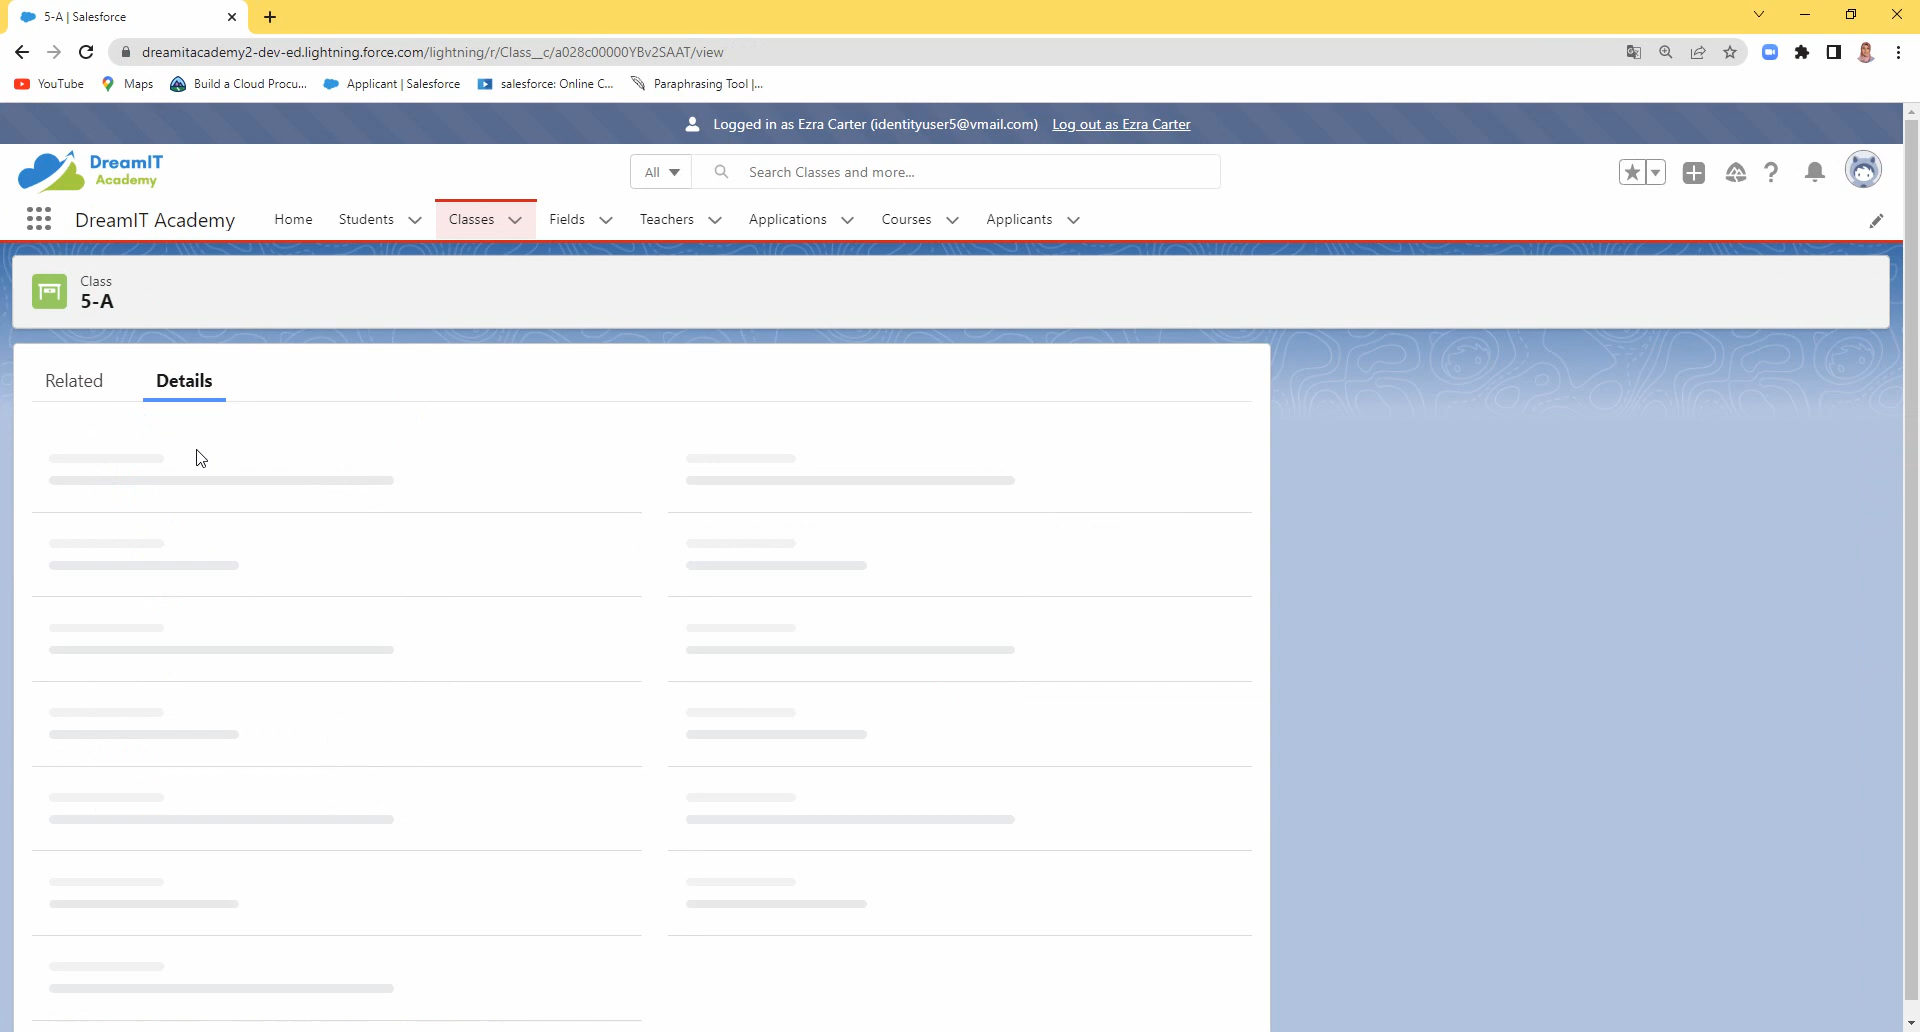 5-A | Salesforce
dreamitacademy2-dev-ed.lightning.force.com/lightning/r/Class__c/a028c00000YBv2SAAT/view
YouTube Maps Build a Cloud Procu... Applicant | Salesforce salesforce: Online C... Paraphrasing Tool |...
Logged in as Ezra Carter (identityuser5@vmail.com) Log out as Ezra Carter
DreamIT
Academy
All Search Classes and more...
DreamIT Academy Home Students Classes Fields Teachers Applications Courses Applicants
Class
5-A
Related Details